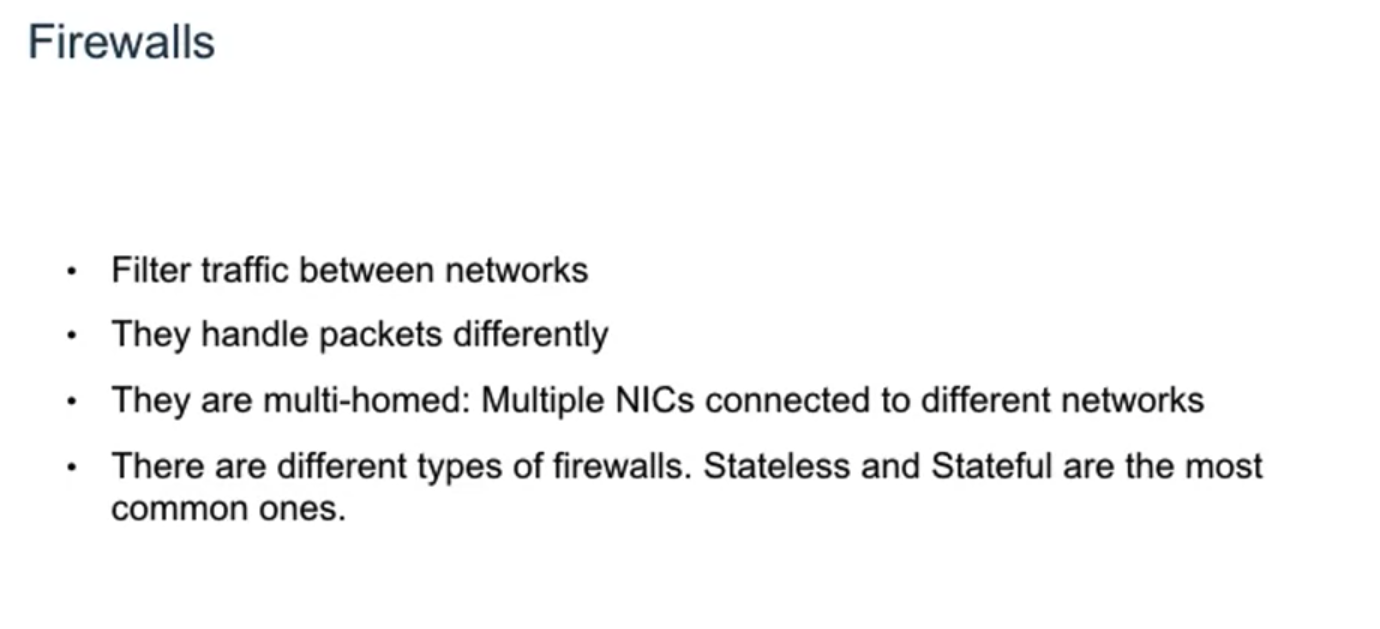 Firewalls
• Filter traffic between networks
• They handle packets differently
• They are multi-homed: Multiple NICs connected to different networks
• There are different types of firewalls. Stateless and Stateful are the most
common ones.